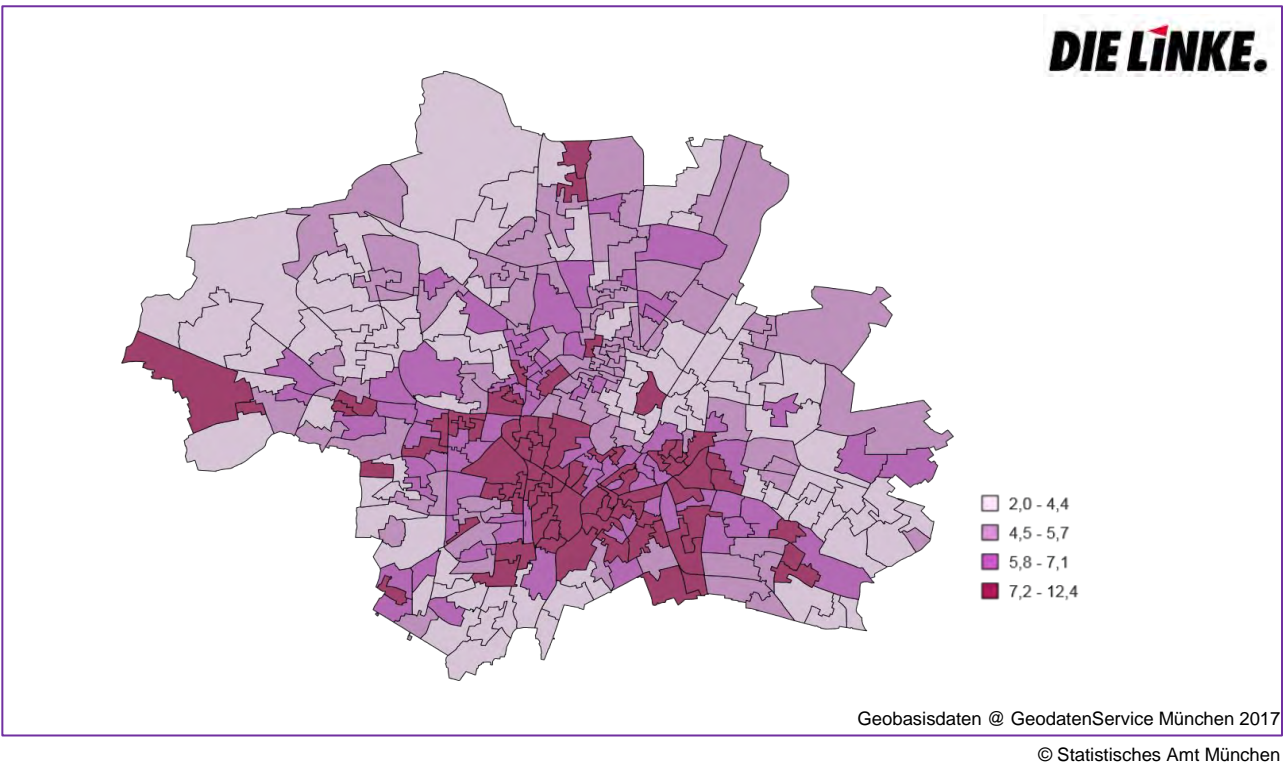 DIE LINKE.
2,0 - 4,4
4,5 - 5,7
5,8 - 7,1
7,2 - 12,4
Geobasisdaten @ GeodatenService München 2017
© Statistisches Amt München